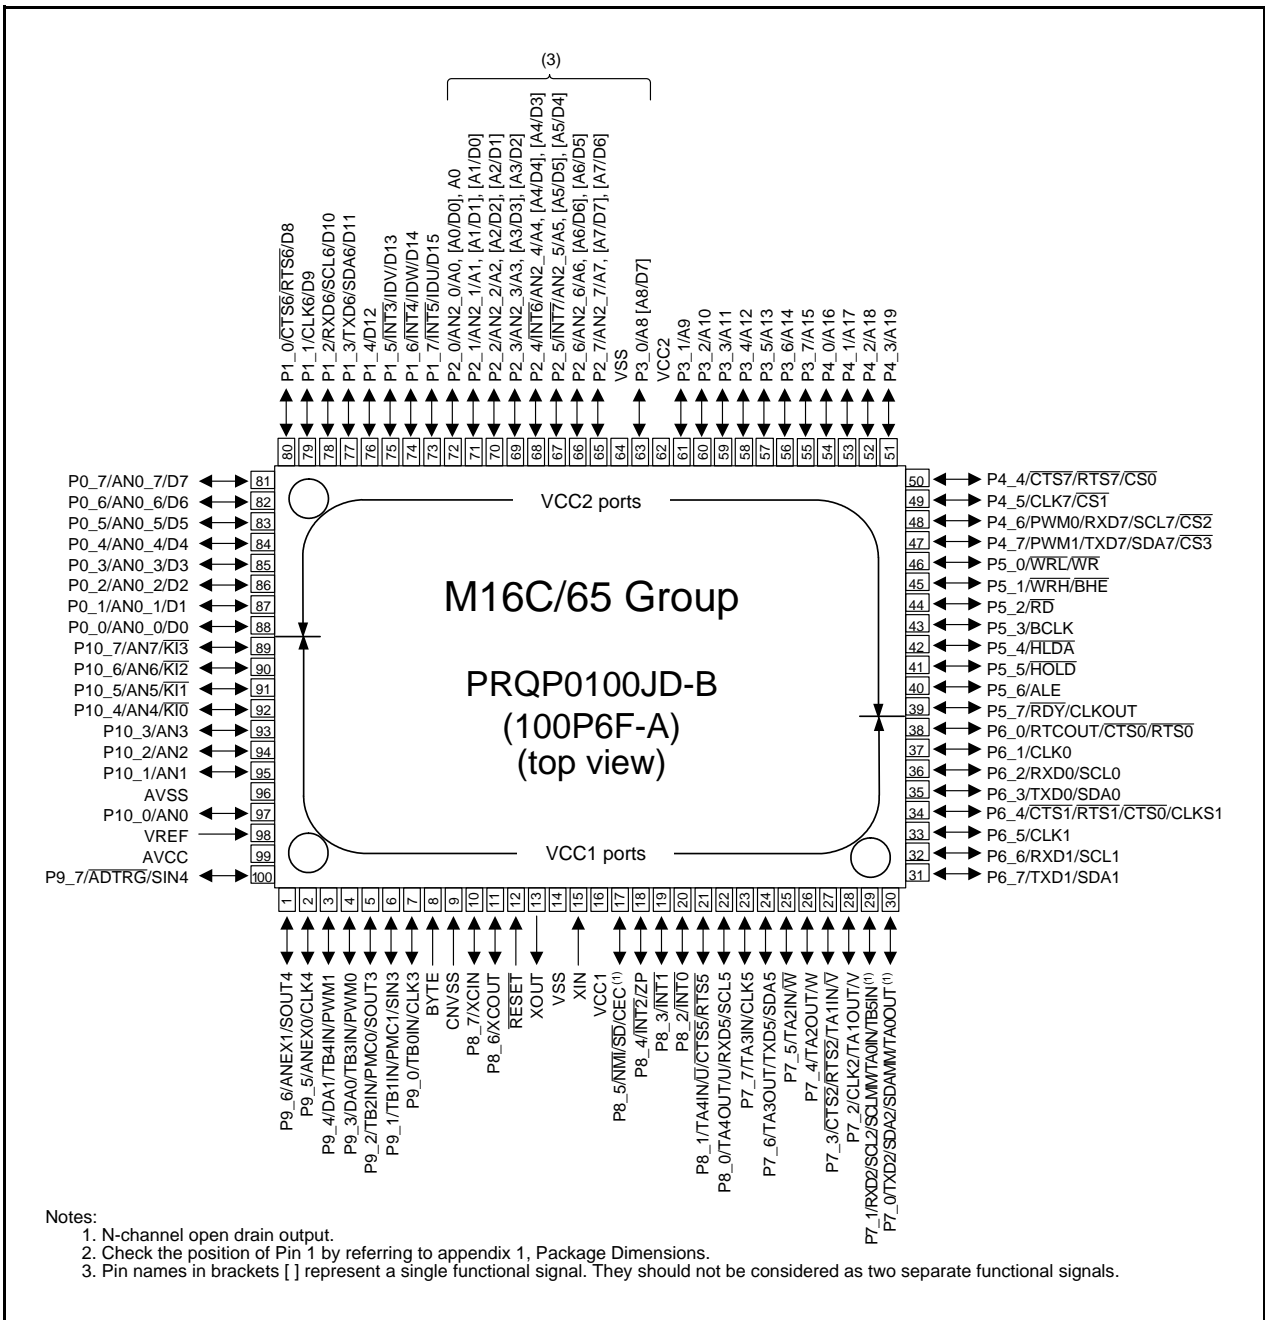 (3)
P1_0/CTS6/RTS6/D8
P1_1/CLK6/D9
P1_2/RXD6/SCL6/D10
P1_3/TXD6/SDA6/D11
P1_4/D12
P1_5/INT3/IDV/D13
P1_6/INT4/IDW/D14
P1_7/INT5/IDU/D15
P2_0/AN2_0/A0, [A0/D0], A0
P2_1/AN2_1/A1, [A1/D1], [A1/D0]
P2_2/AN2_2/A2, [A2/D2], [A2/D1]
P2_3/AN2_3/A3, [A3/D3], [A3/D2]
P2_4/INT6/AN2_4/A4, [A4/D4], [A4/D3]
P2_5/INT7/AN2_5/A5, [A5/D5], [A5/D4]
P2_6/AN2_6/A6, [A6/D6], [A6/D5]
P2_7/AN2_7/A7, [A7/D7], [A7/D6]
VSS
P3_0/A8 [A8/D7]
VCC2
P3_1/A9
P3_2/A10
P3_3/A11
P3_4/A12
P3_5/A13
P3_6/A14
P3_7/A15
P4_0/A16
P4_1/A17
P4_2/A18
P4_3/A19
80 79 78 77 76 75 74 73 72 71 70 69 68 67 66 65 64 63 62 61 60 59 58 57 56 55 54 53 52 51
P0_7/AN0_7/D7 81
P0_6/AN0_6/D6 82
P0_5/AN0_5/D5 83
P0_4/AN0_4/D4 84
P0_3/AN0_3/D3 85
P0_2/AN0_2/D2 86
P0_1/AN0_1/D1 87
P0_0/AN0_0/D0 88
P10_7/AN7/KI3 89
P10_6/AN6/KI2 90
P10_5/AN5/KI1 91
P10_4/AN4/KI0 92
P10_3/AN3 93
P10_2/AN2 94
P10_1/AN1 95
AVSS 96
P10_0/AN0 97
VREF 98
AVCC 99
P9_7/ADTRG/SIN4 100
VCC2 ports
M16C/65 Group
PRQP0100JD-B
(100P6F-A)
(top view)
VCC1 ports
50 P4_4/CTS7/RTS7/CS0
49 P4_5/CLK7/CS1
48 P4_6/PWM0/RXD7/SCL7/CS2
47 P4_7/PWM1/TXD7/SDA7/CS3
46 P5_0/WRL/WR
45 P5_1/WRH/BHE
44 P5_2/RD
43 P5_3/BCLK
42 P5_4/HLDA
41 P5_5/HOLD
40 P5_6/ALE
39 P5_7/RDY/CLKOUT
38 P6_0/RTCOUT/CTS0/RTS0
37 P6_1/CLK0
36 P6_2/RXD0/SCL0
35 P6_3/TXD0/SDA0
34 P6_4/CTS1/RTS1/CTS0/CLKS1
33 P6_5/CLK1
32 P6_6/RXD1/SCL1
31 P6_7/TXD1/SDA1
1 2 3 4 5 6 7 8 9 10 11 12 13 14 15 16 17 18 19 20 21 22 23 24 25 26 27 28 29 30
P9_6/ANEX1/SOUT4
P9_5/ANEX0/CLK4
P9_4/DA1/TB4IN/PWM1
P9_3/DA0/TB3IN/PWM0
P9_2/TB2IN/PMC0/SOUT3
P9_1/TB1IN/PMC1/SIN3
P9_0/TB0IN/CLK3
BYTE
CNVSS
P8_7/XCIN
P8_6/XCOUT
RESET
XOUT
VSS
XIN
VCC1
P8_5/NMI/SD/CEC(1)
P8_4/INT2/ZP
P8_3/INT1
P8_2/INT0
P8_1/TA4IN/U/CTS5/RTS5
P8_0/TA4OUT/U/RXD5/SCL5
P7_7/TA3IN/CLK5
P7_6/TA3OUT/TXD5/SDA5
P7_5/TA2IN/W
P7_4/TA2OUT/W
P7_3/CTS2/RTS2/TA1IN/V
P7_2/CLK2/TA1OUT/V
P7_1/RXD2/SCL2/SCLMM/TA0IN/TB5IN(1)
P7_0/TXD2/SDA2/SDAMM/TA0OUT(1)
Notes:
1. N-channel open drain output.
2. Check the position of Pin 1 by referring to appendix 1, Package Dimensions.
3. Pin names in brackets [ ] represent a single functional signal. They should not be considered as two separate functional signals.